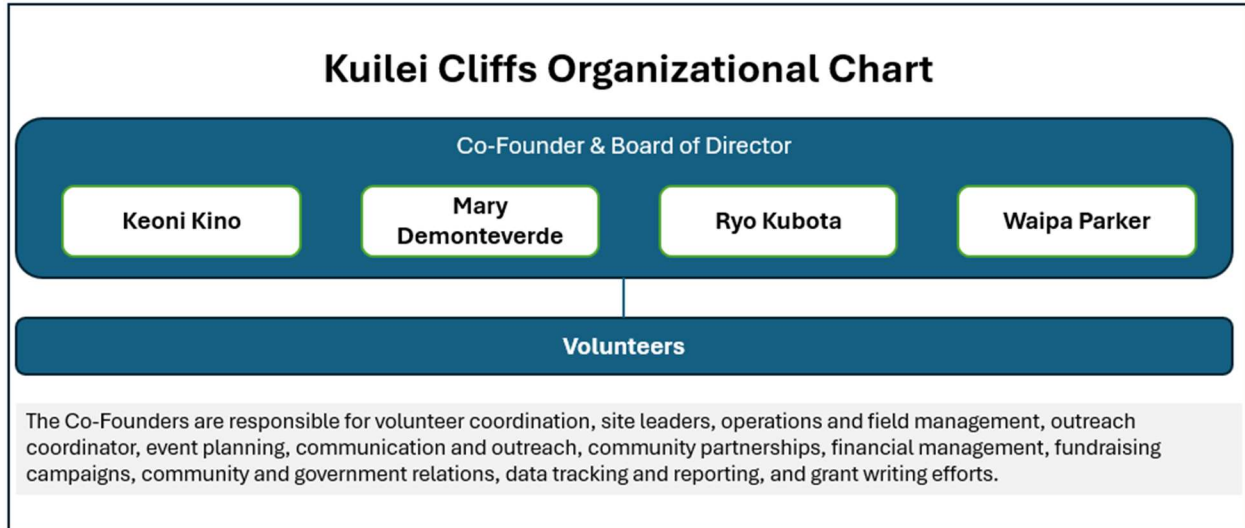 Kuilei Cliffs Organizational Chart
Co-Founder & Board of Director
Keoni Kino
Mary
Demonteverde
Ryo Kubota
Waipa Parker
Volunteers
The Co-Founders are responsible for volunteer coordination, site leaders, operations and field management, outreach
coordinator, event planning, communication and outreach, community partnerships, financial management, fundraising
campaigns, community and government relations, data tracking and reporting, and grant writing efforts.